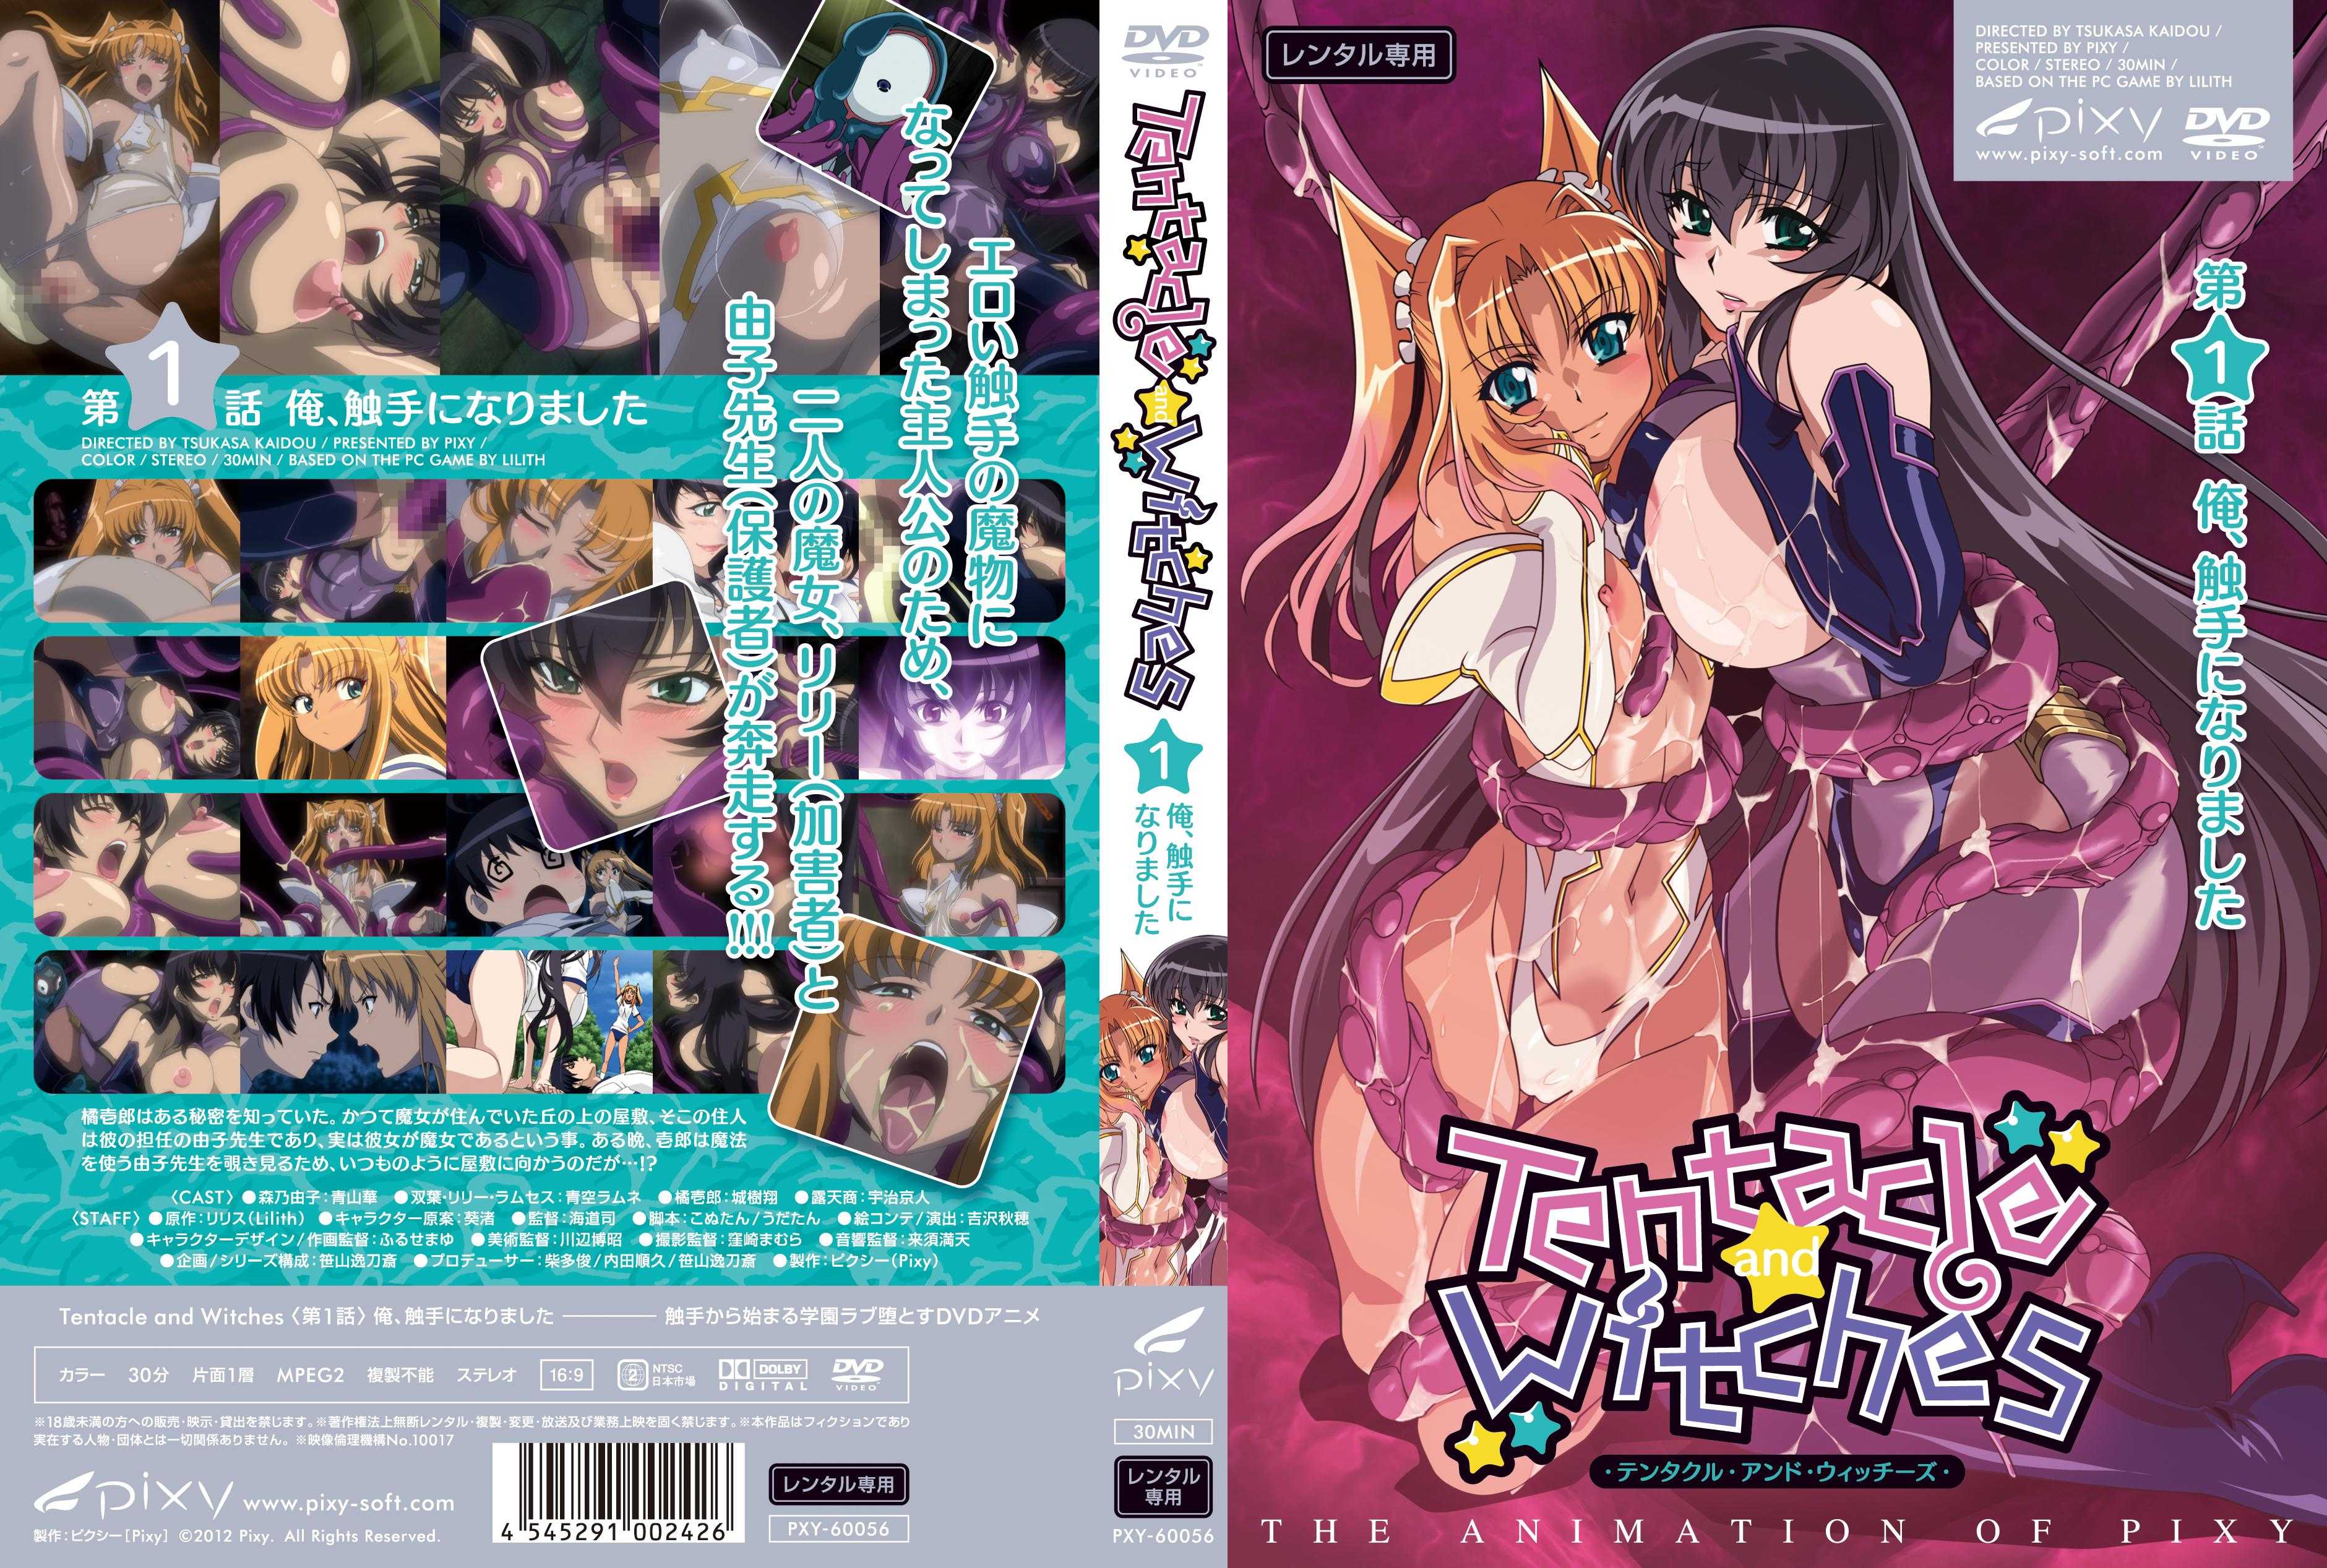 なってしまった主人公のため、
エロい触手の魔物に
二人の魔女、リリー(加害者)と
由子先生(保護者)が奔走する!!!
第1話 俺、触手になりました
DIRECTED BY TSUKASA KAIDOU / PRESENTED BY PIXY /
COLOR / STEREO / 30MIN / BASED ON THE PC GAME BY LILITH
橘壱郎はある秘密を知っていた。かつて魔女が住んでいた丘の上の屋敷、そこの住人
は彼の担任の由子先生であり、実は彼女が魔女であるという事。ある晩、壱郎は魔法
を使う由子先生を覗き見るため、いつものように屋敷に向かうのだが…!?
〈CAST〉●森乃由子:青山華 ●双葉・リリー・ラムセス:青空ラムネ ●橘壱郎:城樹翔 ●露天商:宇治京人
〈STAFF〉●原作:リリス(Lilith) ●キャラクター原案:葵渚 ●監督:海道司 ●脚本:こぬたん/うだたん ●絵コンテ/演出:吉沢秋穂
●キャラクターデザイン/作画監督:ふるせまゆ ●美術監督:川辺博昭 ●撮影監督:窪崎まむら ●音響監督:来須満天
●企画/シリーズ構成:笹山逸刀斎 ●プロデューサー:柴多俊/内田順久/笹山逸刀斎 ●製作:ピクシー(Pixy)
Tentacle and Witches 〈第1話〉 俺、触手になりました ———— 触手から始まる学園ラブ堕とすDVDアニメ
カラー 30分 片面1層 MPEG2 複製不能 ステレオ 16:9 2 NTSC 日本市場 DOLBY DIGITAL DVD VIDEO
※18歳未満の方への販売・映示・貸出を禁じます。※著作権法上無断レンタル・複製・変更・放送及び業務上映を固く禁じます。※本作品はフィクションであり
実在する人物・団体とは一切関係ありません。※映像倫理機構No.10017
pixy www.pixy-soft.com
製作:ピクシー[Pixy] ©2012 Pixy. All Rights Reserved.
4 545291 002426
レンタル専用
PXY-60056
DVD
VIDEO
Tentacle and Witches
1
俺、触手に
なりました
pixy
30MIN
レンタル
専用
PXY-60056
レンタル専用
DIRECTED BY TSUKASA KAIDOU /
PRESENTED BY PIXY /
COLOR / STEREO / 30MIN /
BASED ON THE PC GAME BY LILITH
pixy DVD
www.pixy-soft.com VIDEO
第1話 俺、触手になりました
Tentacle
and
Witches
・テンタクル・アンド・ウィッチーズ・
THE ANIMATION OF PIXY